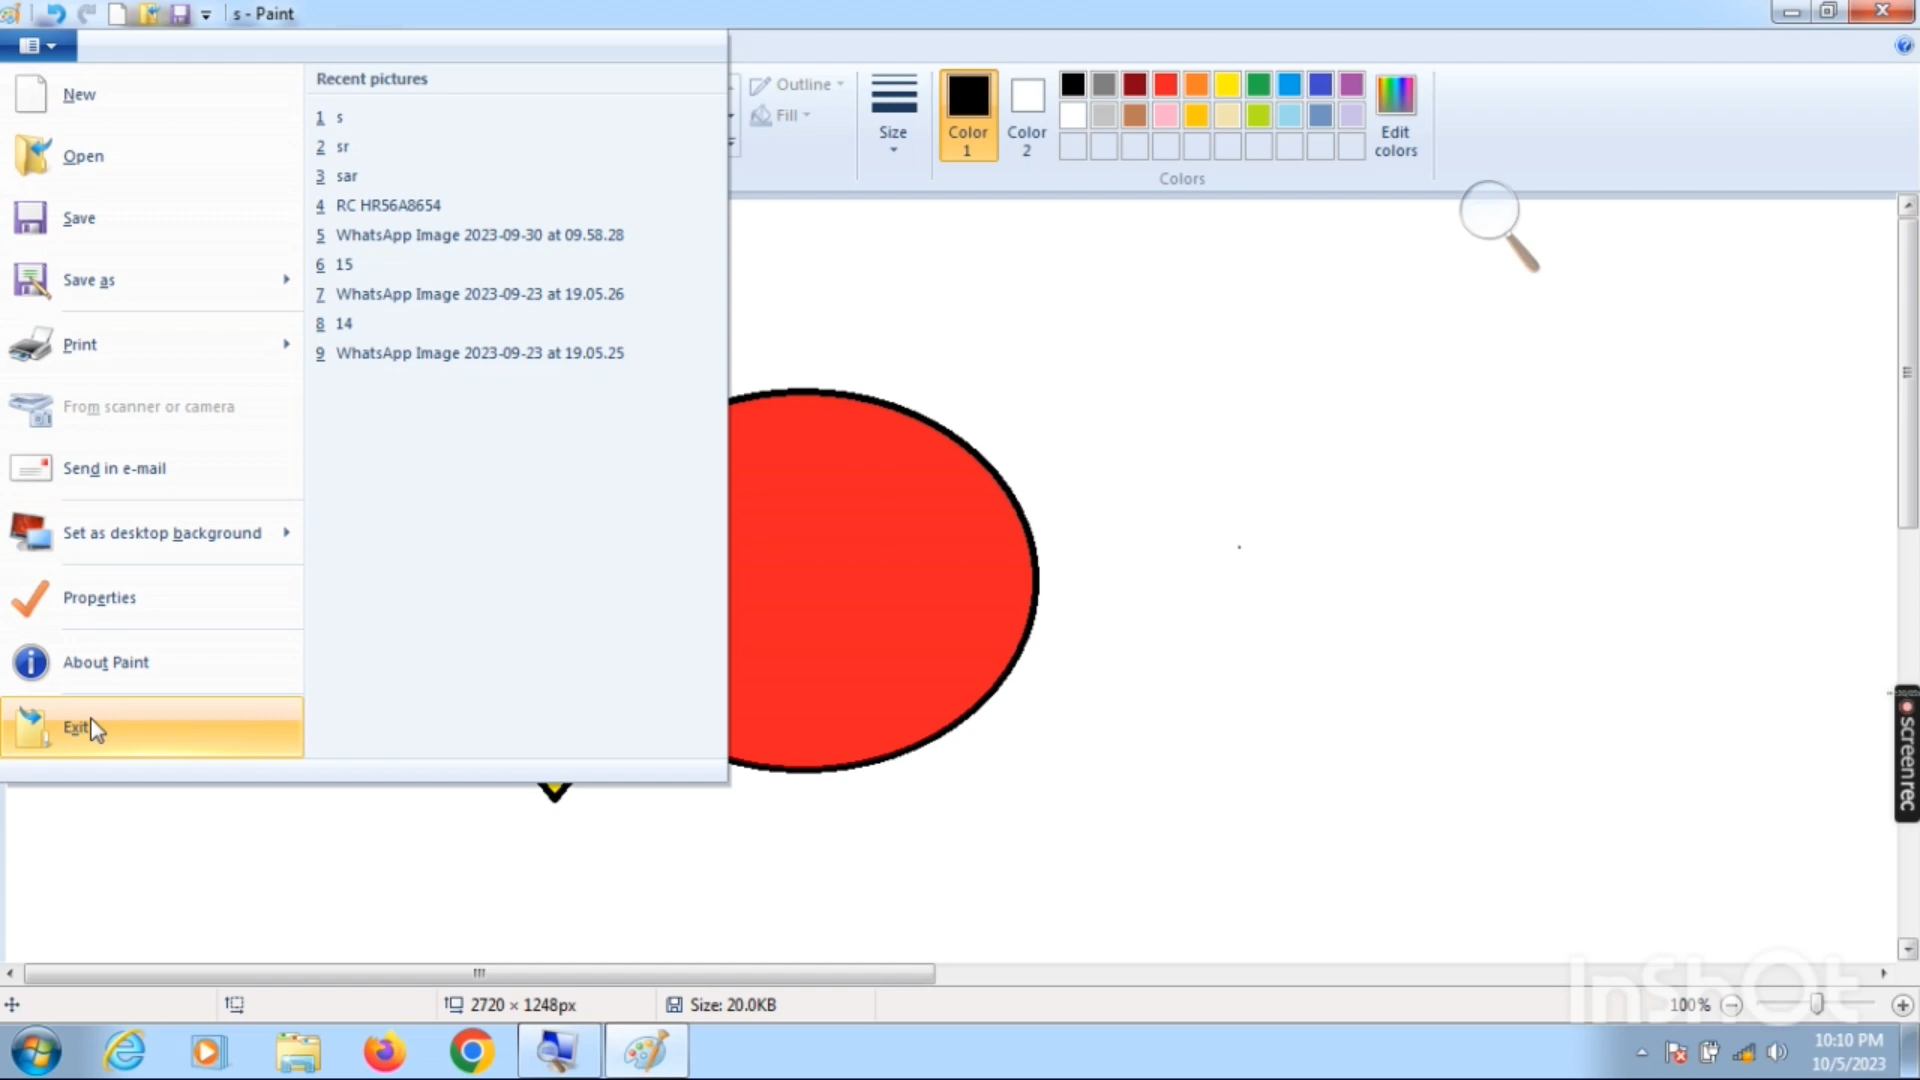 s - Paint
New
Open
Save
Save as
Print
From scanner or camera
Send in e-mail
Set as desktop background
Properties
About Paint
Exit
Recent pictures
1 s
2 sr
3 sar
4 RC HR56A8654
5 WhatsApp Image 2023-09-30 at 09.58.28
6 15
7 WhatsApp Image 2023-09-23 at 19.05.26
8 14
9 WhatsApp Image 2023-09-23 at 19.05.25
Outline
Fill
Size
Color 1
Color 2
Edit colors
Colors
screenrec
InShOt
2720 × 1248px
Size: 20.0KB
100%
10:10 PM
10/5/2023